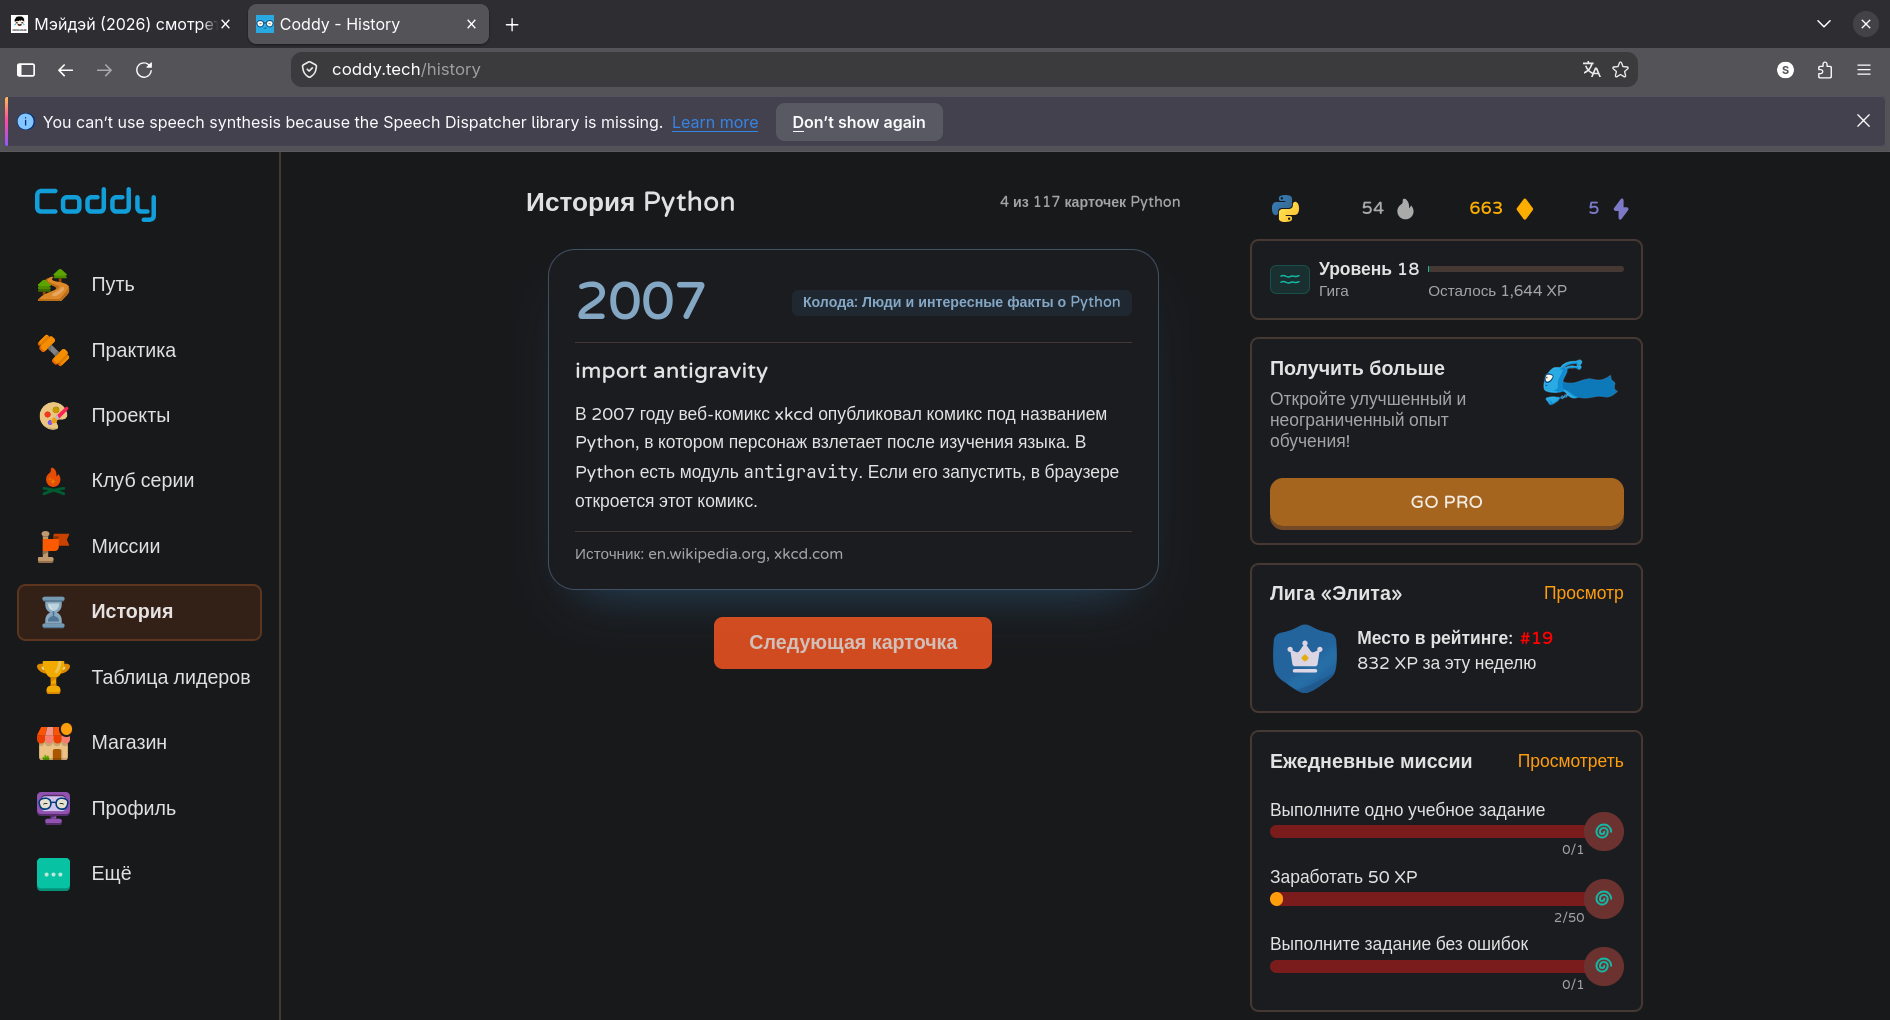 Мэйдэй (2026) смотре
Coddy - History
coddy.tech/history
S
You can't use speech synthesis because the Speech Dispatcher library is missing. Learn more Don't show again
Coddy
Путь
Практика
Проекты
Клуб серии
Миссии
История
Таблица лидеров
Магазин
Профиль
Ещё
История Python
4 из 117 карточек Python
2007
Колода: Люди и интересные факты о Python
import antigravity
В 2007 году веб-комикс xkcd опубликовал комикс под названием
Python, в котором персонаж взлетает после изучения языка. В
Python есть модуль antigravity. Если его запустить, в браузере
откроется этот комикс.
Источник: en.wikipedia.org, xkcd.com
Следующая карточка
54 663 5
Уровень 18
Гига
Осталось 1,644 XP
Получить больше
Откройте улучшенный и
неограниченный опыт
обучения!
GO PRO
Лига «Элита» Просмотр
Место в рейтинге: #19
832 XP за эту неделю
Ежедневные миссии Просмотреть
Выполните одно учебное задание
0/1
Заработать 50 XP
2/50
Выполните задание без ошибок
0/1